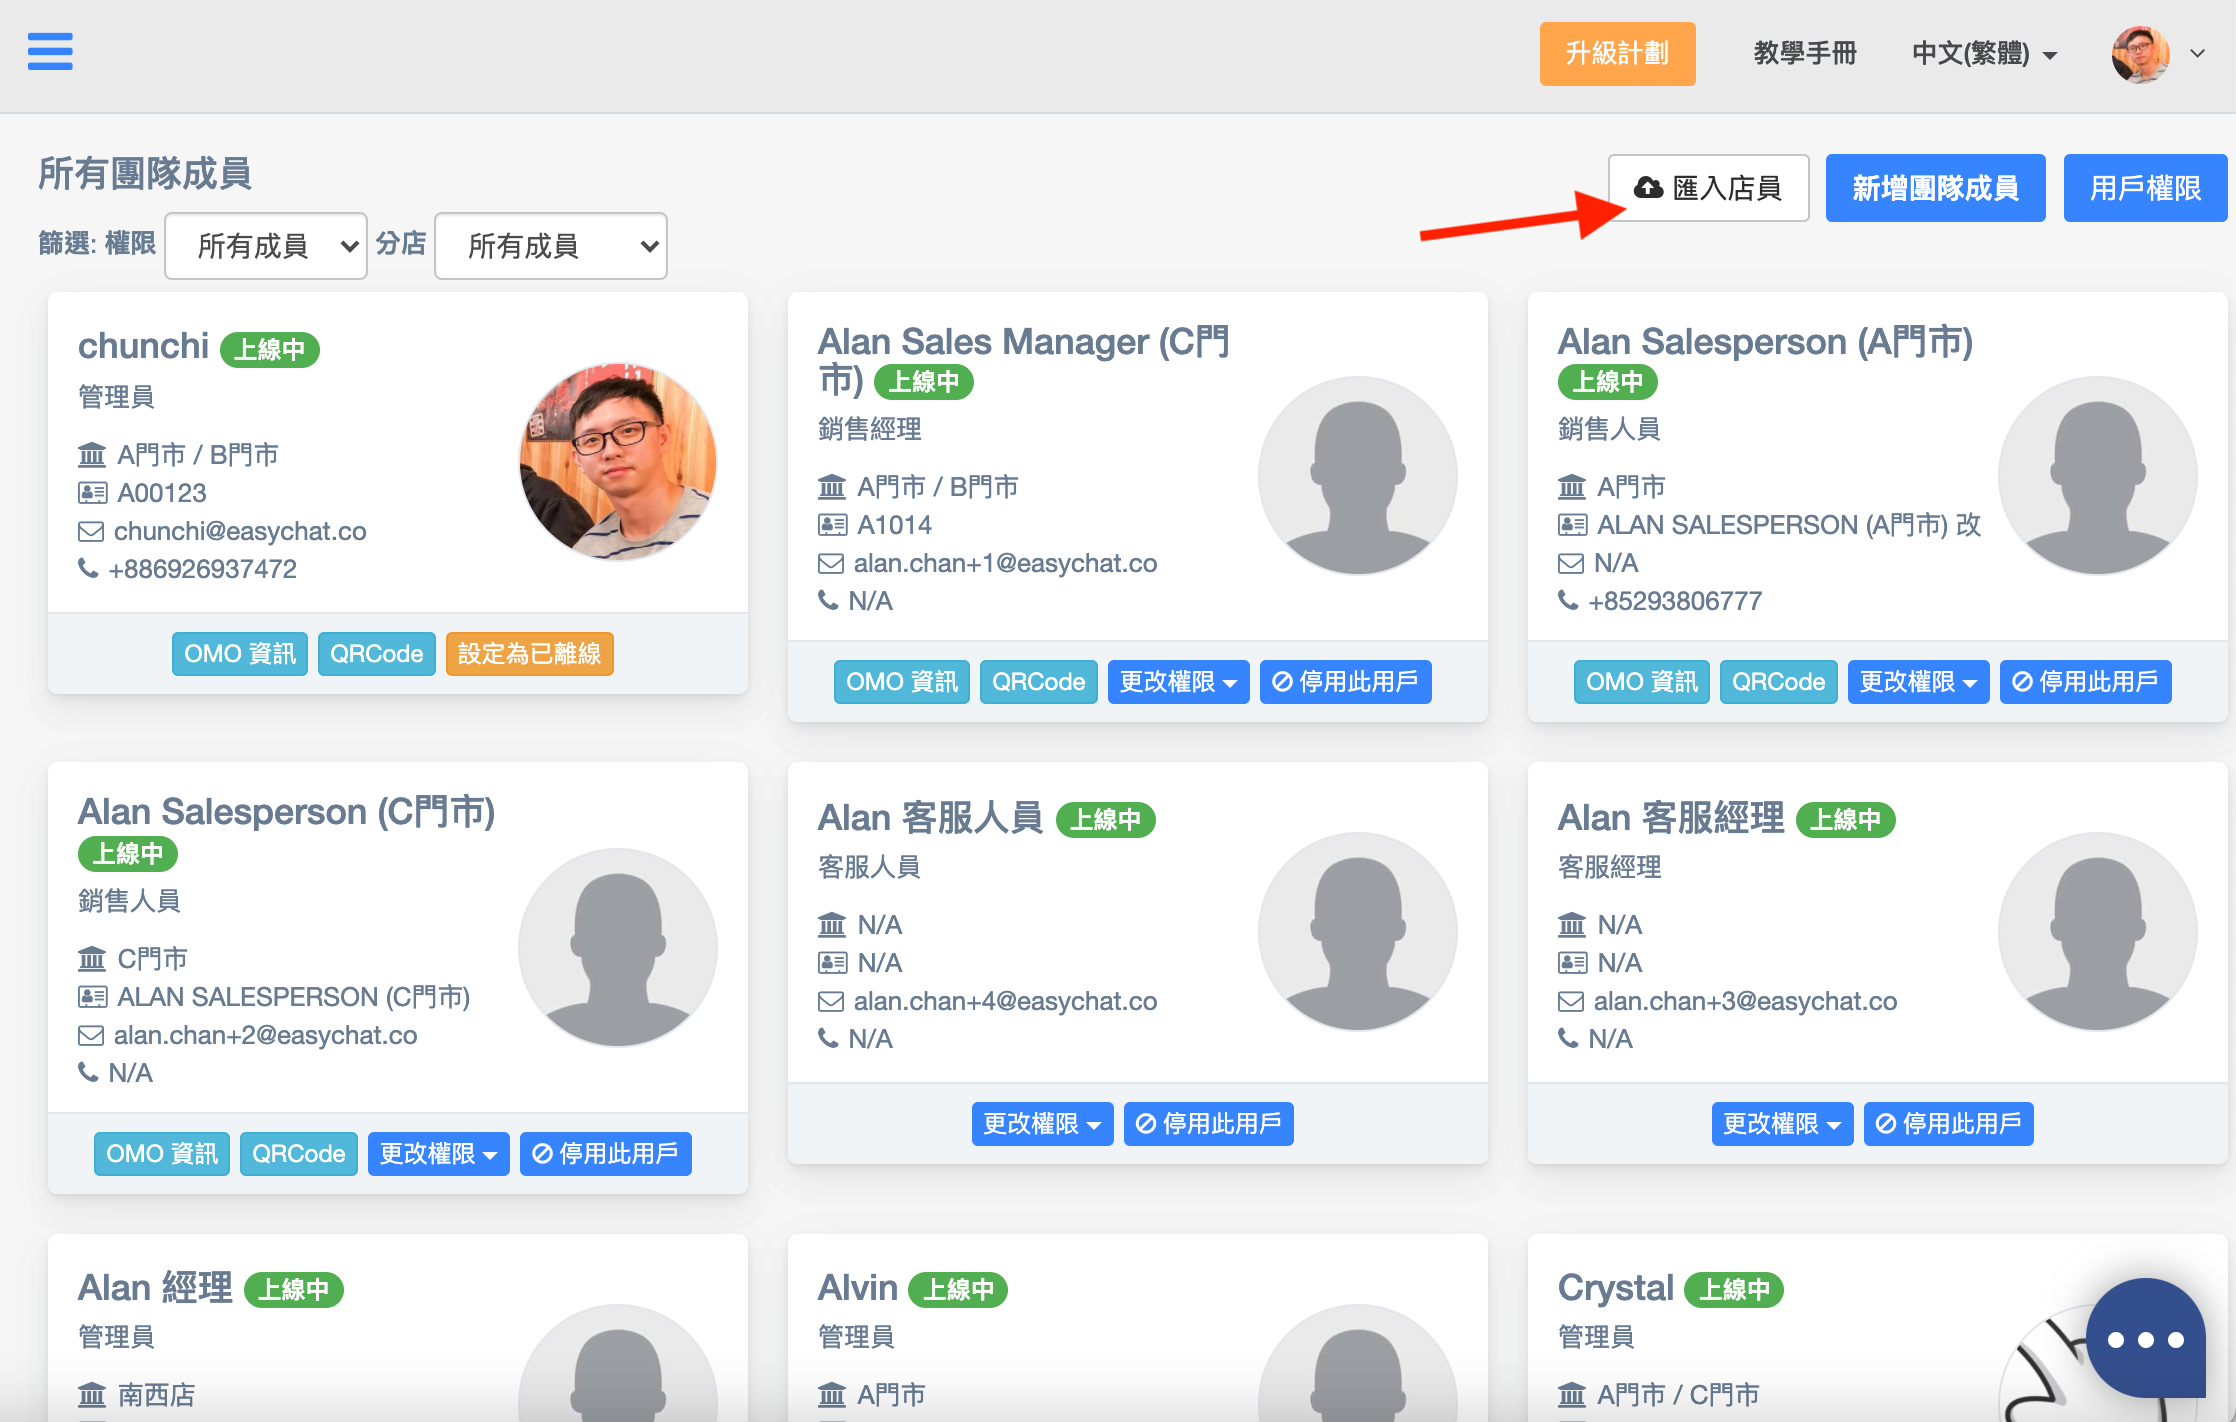 升級計劃
教學手冊
中文(繁體)
所有團隊成員
匯入店員
新增團隊成員
用戶權限
篩選: 權限
所有成員
分店
所有成員
chunchi 上線中
管理員
A門市 / B門市
A00123
chunchi@easychat.co
+886926937472
OMO 資訊
QRCode
設定為已離線
Alan Sales Manager (C門
市) 上線中
銷售經理
A門市 / B門市
A1014
alan.chan+1@easychat.co
N/A
OMO 資訊
QRCode
更改權限
停用此用戶
Alan Salesperson (A門市)
上線中
銷售人員
A門市
ALAN SALESPERSON (A門市) 改
N/A
+85293806777
OMO 資訊
QRCode
更改權限
停用此用戶
Alan Salesperson (C門市)
上線中
銷售人員
C門市
ALAN SALESPERSON (C門市)
alan.chan+2@easychat.co
N/A
OMO 資訊
QRCode
更改權限
停用此用戶
Alan 客服人員 上線中
客服人員
N/A
N/A
alan.chan+4@easychat.co
N/A
更改權限
停用此用戶
Alan 客服經理 上線中
客服經理
N/A
N/A
alan.chan+3@easychat.co
N/A
更改權限
停用此用戶
Alan 經理 上線中
管理員
南西店
Alvin 上線中
管理員
A門市
Crystal 上線中
管理員
A門市 / C門市